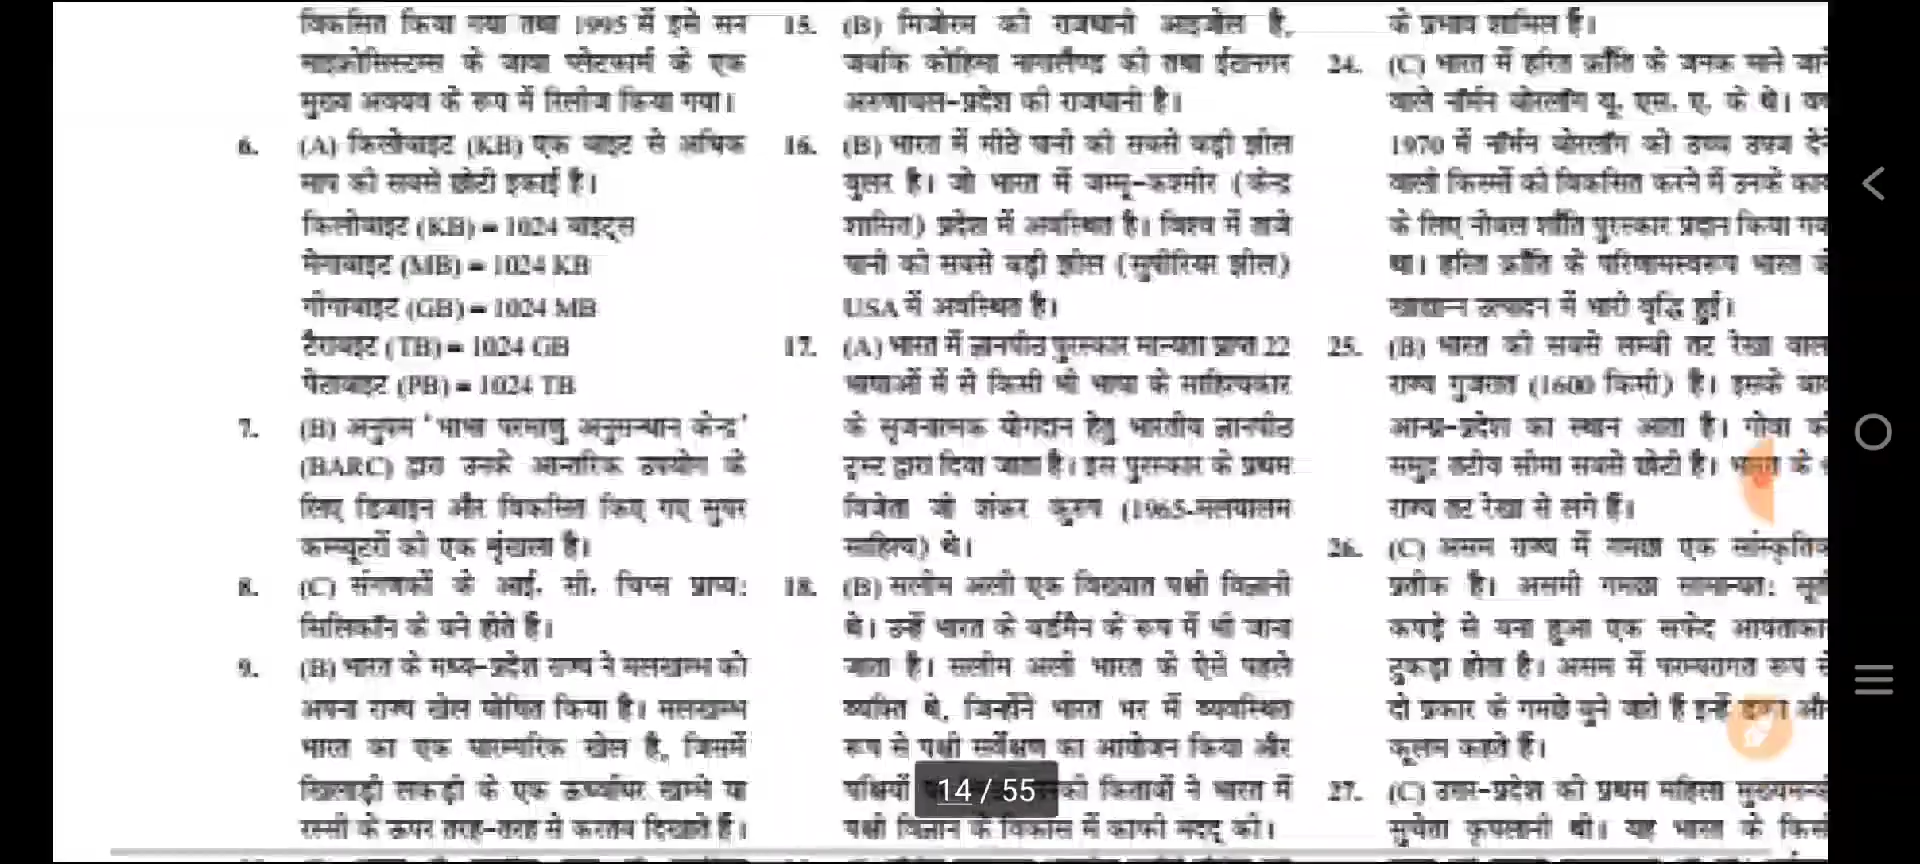 विकसित किया गया तथा 1995 में इसे सन
माइक्रोसिस्टम्स के जावा प्लेटफार्म के एक
मुख्य अवयव के रूप में रिलीज किया गया।
6. (A) किलोबाइट (KB) एक बाइट से अधिक
माप की सबसे छोटी इकाई है।
किलोबाइट (KB) = 1024 बाइट्स
मेगाबाइट (MB) = 1024 KB
गीगाबाइट (GB) = 1024 MB
टैराबाइट (TB) = 1024 GB
पेटाबाइट (PB) = 1024 TB
7. (B) अनुपम 'भाभा परमाणु अनुसन्धान केन्द्र'
(BARC) द्वारा उनके आन्तरिक उपयोग के
लिए डिजाइन और विकसित किए गए सुपर
कम्प्यूटरों की एक शृंखला है।
8. (C) संगणकों के आई. सी. चिप्स प्राय:
सिलिकॉन के बने होते हैं।
9. (B) भारत के मध्य-प्रदेश राज्य ने मलखम्भ को
अपना राज्य खेल घोषित किया है। मलखम्भ
भारत का एक पारम्परिक खेल है, जिसमें
खिलाड़ी लकड़ी के एक ऊर्ध्वाधर खम्भे या
रस्सी के ऊपर तरह-तरह से करतब दिखाते हैं।
15. (B) मिजोरम की राजधानी आइजोल है,
जबकि कोहिमा नागालैण्ड की तथा ईटानगर
अरुणाचल-प्रदेश की राजधानी है।
16. (B) भारत में मीठे पानी की सबसे बड़ी झील
वुलर है। जो भारत में जम्मू-कश्मीर (केन्द्र
शासित) प्रदेश में अवस्थित है। विश्व में ताजे
पानी की सबसे बड़ी झील (सुपीरियर झील)
USA में अवस्थित है।
17. (A) भारत में ज्ञानपीठ पुरस्कार मान्यता प्राप्त 22
भाषाओं में से किसी भी भाषा के साहित्यकार
के सृजनात्मक योगदान हेतु भारतीय ज्ञानपीठ
ट्रस्ट द्वारा दिया जाता है। इस पुरस्कार के प्रथम
विजेता जी शंकर कुरुप (1965-मलयालम
साहित्य) थे।
18. (B) सलीम अली एक विख्यात पक्षी विज्ञानी
थे। उन्हें भारत के बर्डमैन के रूप में भी जाना
जाता है। सलीम अली भारत के ऐसे पहले
व्यक्ति थे, जिन्होंने भारत भर में व्यवस्थित
रूप से पक्षी सर्वेक्षण का आयोजन किया और
पक्षियों 14 / 55 किताबों ने भारत में
पक्षी विज्ञान के विकास में काफी मदद् की।
के प्रभाव शामिल हैं।
24. (C) भारत में हरित क्राँति के जनक माने जाने
वाले नॉर्मन बोरलॉग यू. एस. ए. के थे। वर्ष
1970 में नॉर्मन बोरलॉग को उच्च उपज देने
वाली किस्मों को विकसित करने में उनके
के लिए नोबल शाँति पुरस्कार प्रदान किया
था। हरित क्राँति के परिणामस्वरूप भारत
खाद्यान्न उत्पादन में भारी वृद्धि हुई।
25. (B) भारत की सबसे लम्बी तट रेखा
राज्य गुजरात (1600 किमी) है। इसके
आन्ध्र-प्रदेश का स्थान आता है। गोवा की
समुद्र तटीय सीमा सबसे छोटी है। भारत के
राज्य तट रेखा से लगे हैं।
26. (C) असम राज्य में गमछा एक सांस्कृतिक
प्रतीक है। असमी गमछा सामान्यत: सूती
कपड़े से बना हुआ एक सफेद
टुकड़ा होता है। असम में परम्परागत रूप से
दो प्रकार के गमछे बुने जाते हैं इन्हें
कहते हैं।
27. (C) उत्तर-प्रदेश की प्रथम महिला
सुचेता कृपलानी थी। यह भारत के